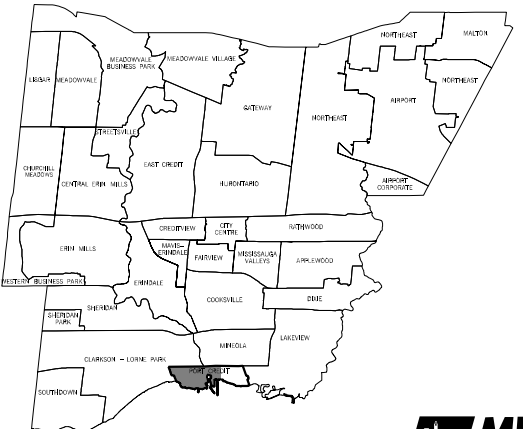 NORTHEAST
MALTON
MEADOWVALE
BUSINESS PARK
MEADOWVALE VILLAGE
LISGAR
MEADOWVALE
NORTHEAST
AIRPORT
GATEWAY
NORTHEAST
STREETSVILLE
EAST CREDIT
CHURCHILL
MEADOWS
CENTRAL ERIN MILLS
HURONTARIO
AIRPORT
CORPORATE
CREDITVIEW
CITY
CENTRE
RATHWOOD
ERIN MILLS
MAVIS-
ERINDALE
FAIRVIEW
MISSISSAUGA
VALLEYS
APPLEWOOD
WESTERN BUSINESS PARK
ERINDALE
SHERIDAN
COOKSVILLE
DIXIE
SHERIDAN
PARK
LAKEVIEW
MINEOLA
CLARKSON - LORNE PARK
PORT CREDIT
SOUTHDOWN